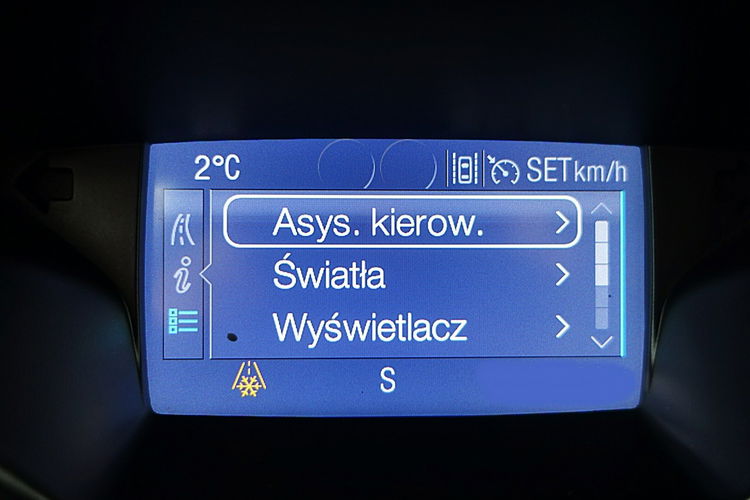 2°C SET km/h
Asys. kierow.
Światła
Wyświetlacz
S